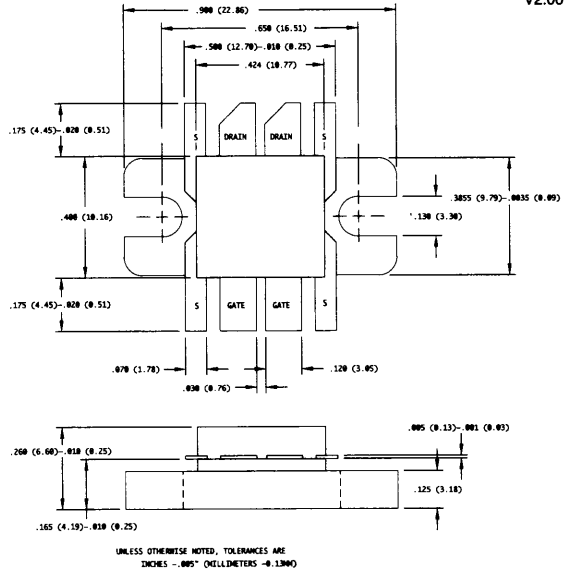 V2.00
.900 (22.86)
.650 (16.51)
.500 (12.70)-.010 (0.25)
.424 (10.77)
.175 (4.45)-.020 (0.51)
S
DRAIN
DRAIN
S
.3855 (9.79)-.0035 (0.09)
.400 (10.16)
.130 (3.30)
.175 (4.45)-.020 (0.51)
S
GATE
GATE
S
.070 (1.78)
.120 (3.05)
.030 (0.76)
.005 (0.13)-.001 (0.03)
.260 (6.60)-.010 (0.25)
.125 (3.18)
.165 (4.19)-.010 (0.25)
UNLESS OTHERWISE NOTED, TOLERANCES ARE
INCHES -.005" (MILLIMETERS -0.13MM)